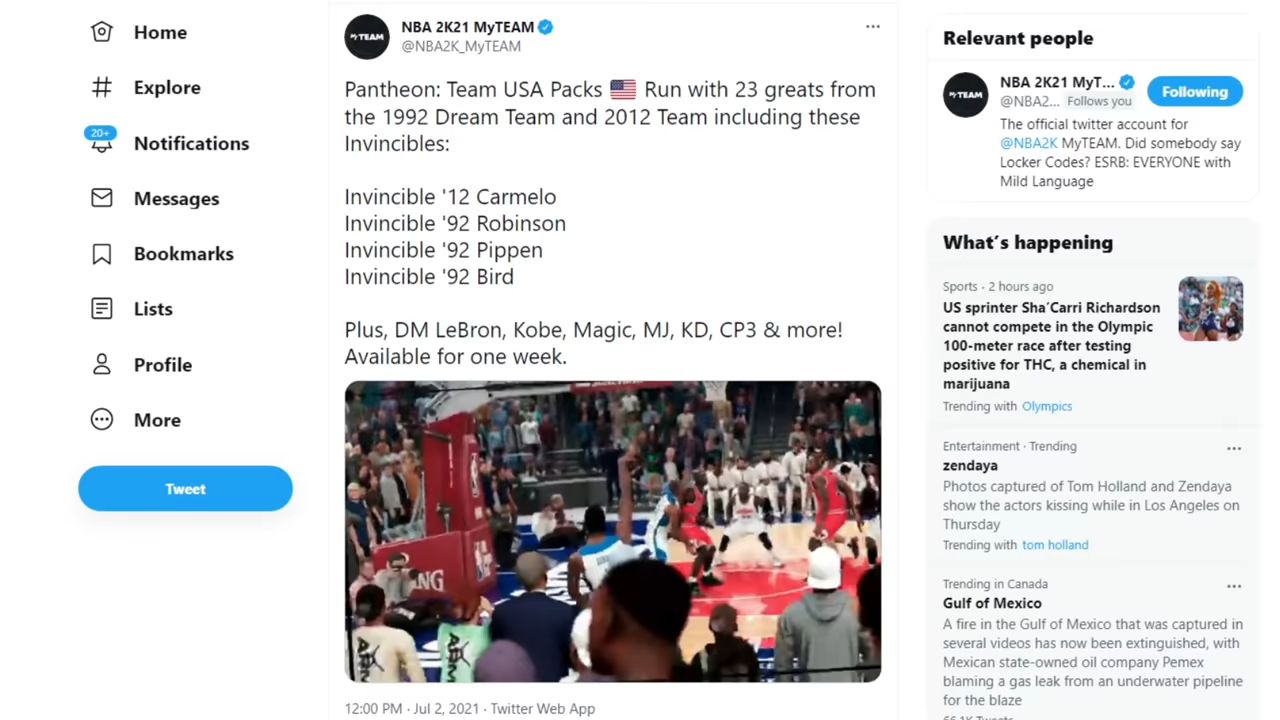 Home
Explore
20+
Notifications
Messages
Bookmarks
Lists
Profile
More
Tweet
MYTEAM
NBA 2K21 MyTEAM
@NBA2K_MyTEAM
Pantheon: Team USA Packs 🇺🇸 Run with 23 greats from
the 1992 Dream Team and 2012 Team including these
Invincibles:
Invincible '12 Carmelo
Invincible '92 Robinson
Invincible '92 Pippen
Invincible '92 Bird
Plus, DM LeBron, Kobe, Magic, MJ, KD, CP3 & more!
Available for one week.
12:00 PM · Jul 2, 2021 · Twitter Web App
Relevant people
MYTEAM
NBA 2K21 MyT...
@NBA2... Follows you
Following
The official twitter account for
@NBA2K MyTEAM. Did somebody say
Locker Codes? ESRB: EVERYONE with
Mild Language
What's happening
Sports · 2 hours ago
US sprinter Sha'Carri Richardson
cannot compete in the Olympic
100-meter race after testing
positive for THC, a chemical in
marijuana
Trending with Olympics
Entertainment · Trending
zendaya
Photos captured of Tom Holland and Zendaya
show the actors kissing while in Los Angeles on
Thursday
Trending with tom holland
Trending in Canada
Gulf of Mexico
A fire in the Gulf of Mexico that was captured in
several videos has now been extinguished, with
Mexican state-owned oil company Pemex
blaming a gas leak from an underwater pipeline
for the blaze